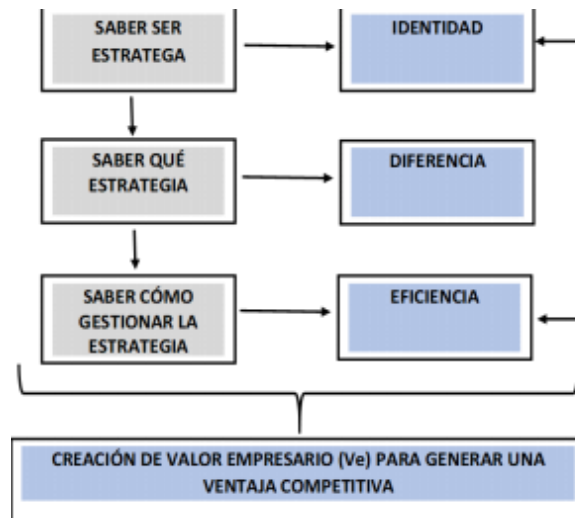 SABER SER
ESTRATEGA
IDENTIDAD
SABER QUÉ
ESTRATEGIA
DIFERENCIA
SABER CÓMO
GESTIONAR LA
ESTRATEGIA
EFICIENCIA
CREACIÓN DE VALOR EMPRESARIO (Ve) PARA GENERAR UNA
VENTAJA COMPETITIVA